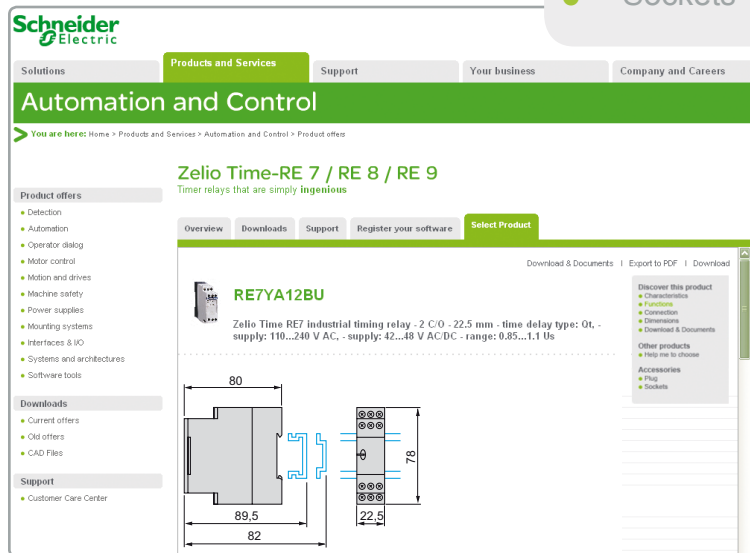 Sockets
Schneider
Electric
Solutions
Products and Services
Support
Your business
Company and Careers
Automation and Control
You are here: Home > Products and Services > Automation and Control > Product offers
Zelio Time-RE 7 / RE 8 / RE 9
Timer relays that are simply ingenious
Product offers
Detection
Automation
Operator dialog
Motor control
Motion and drives
Machine safety
Power supplies
Mounting systems
Interfaces & I/O
Systems and architectures
Software tools
Downloads
Current offers
Old offers
CAD Files
Support
Customer Care Center
Overview
Downloads
Support
Register your software
Select Product
Download & Documents | Export to PDF | Download
RE7YA12BU
Zelio Time RE7 industrial timing relay - 2 C/O - 22.5 mm - time delay type: Qt, -
supply: 110...240 V AC, - supply: 42...48 V AC/DC - range: 0.85...1.1 Us
Discover this product
Characteristics
Functions
Connection
Dimensions
Download & Documents
Other products
Help me to choose
Accessories
Plug
Sockets
80
78
89,5
22,5
82